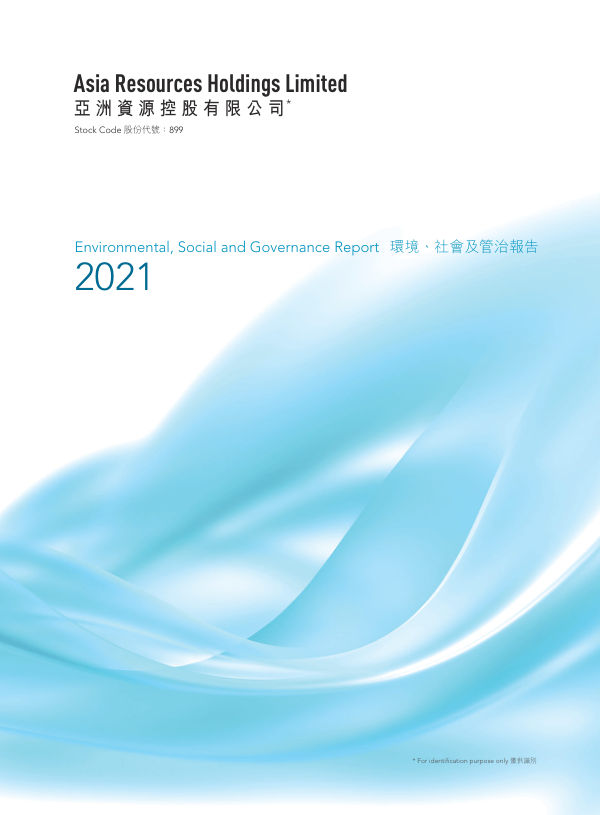 Asia Resources Holdings Limited
亞洲資源控股有限公司*
Stock Code 股份代號：899
Environmental, Social and Governance Report 環境、社會及管治報告
2021
* For identification purpose only 僅供識別